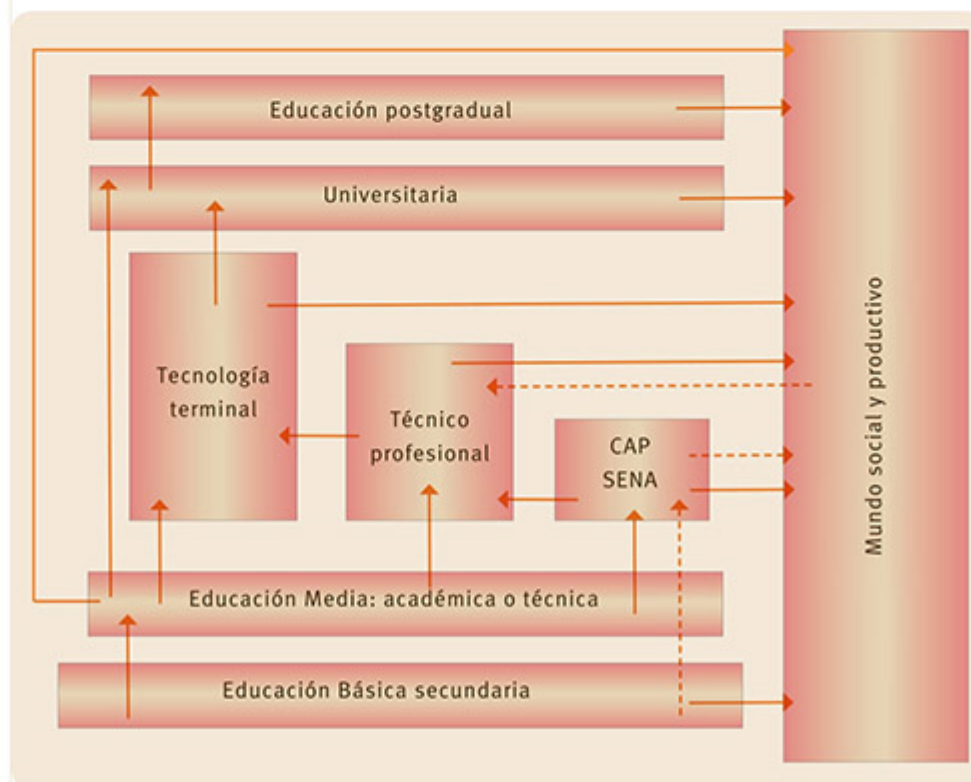 Educación postgradual
Universitaria
Tecnología
terminal
Técnico
profesional
CAP
SENA
Educación Media: académica o técnica
Educación Básica secundaria
Mundo social y productivo